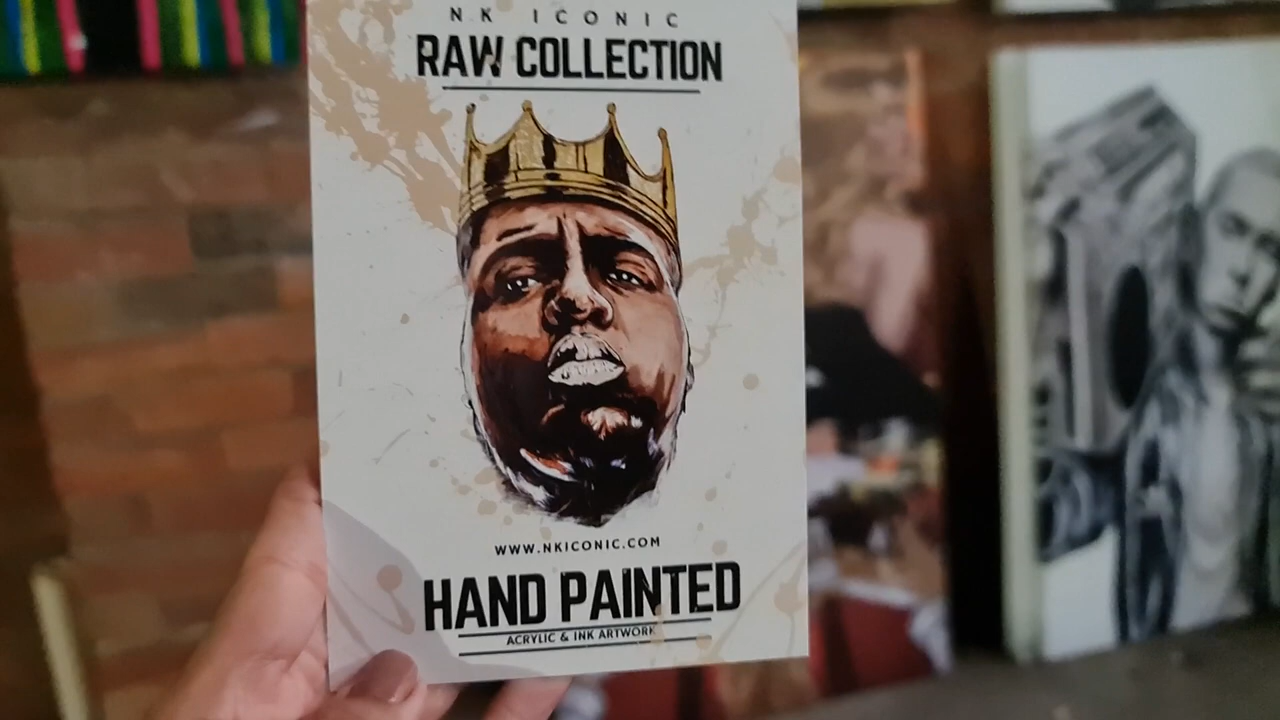 NK ICONIC
RAW COLLECTION
WWW.NKICONIC.COM
HAND PAINTED
ACRYLIC & INK ARTWORK